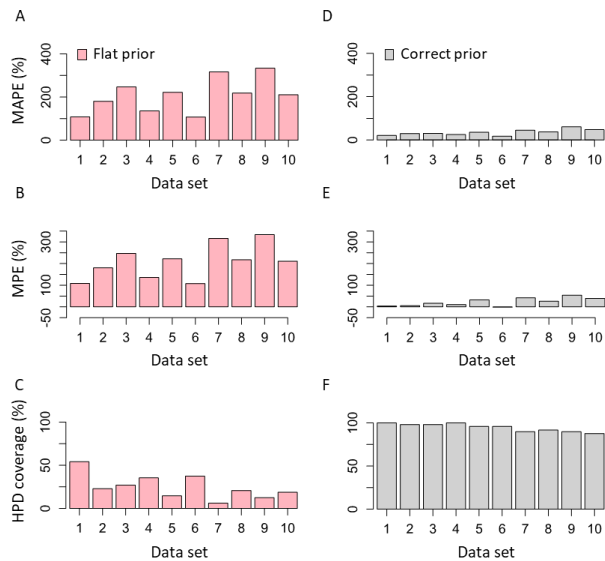 A
Flat prior
MAPE (%)
0 200 400
1 2 3 4 5 6 7 8 9 10
Data set
D
Correct prior
0 200 400
1 2 3 4 5 6 7 8 9 10
Data set
B
MPE (%)
-50 100 300
1 2 3 4 5 6 7 8 9 10
Data set
E
-50 100 300
1 2 3 4 5 6 7 8 9 10
Data set
C
HPD coverage (%)
0 50 100
1 2 3 4 5 6 7 8 9 10
Data set
F
0 50 100
1 2 3 4 5 6 7 8 9 10
Data set